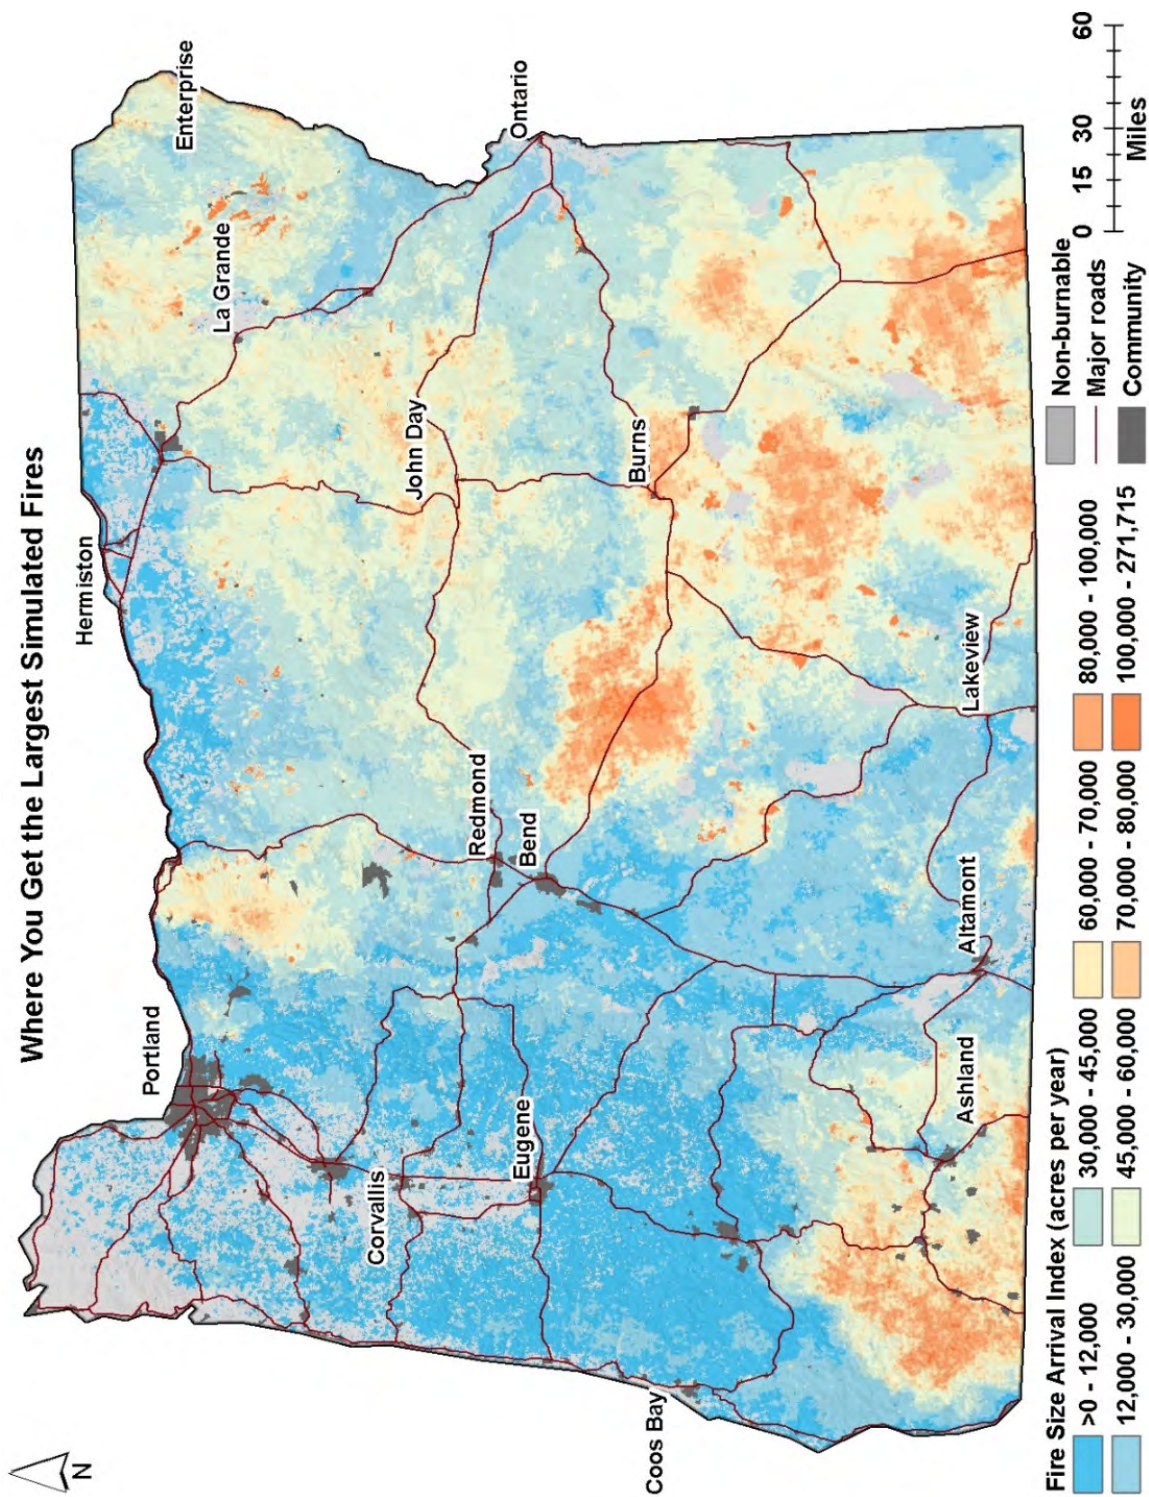 Where You Get the Largest Simulated Fires
N
Portland
Hermiston
Enterprise
La Grande
Corvallis
John Day
Redmond
Eugene
Bend
Ontario
Coos Bay
Burns
Ashland
Altamont
Lakeview
Fire Size Arrival Index (acres per year)
>0 - 12,000
12,000 - 30,000
30,000 - 45,000
45,000 - 60,000
60,000 - 70,000
70,000 - 80,000
80,000 - 100,000
100,000 - 271,715
Non-burnable
Major roads
Community
0 15 30 60
Miles